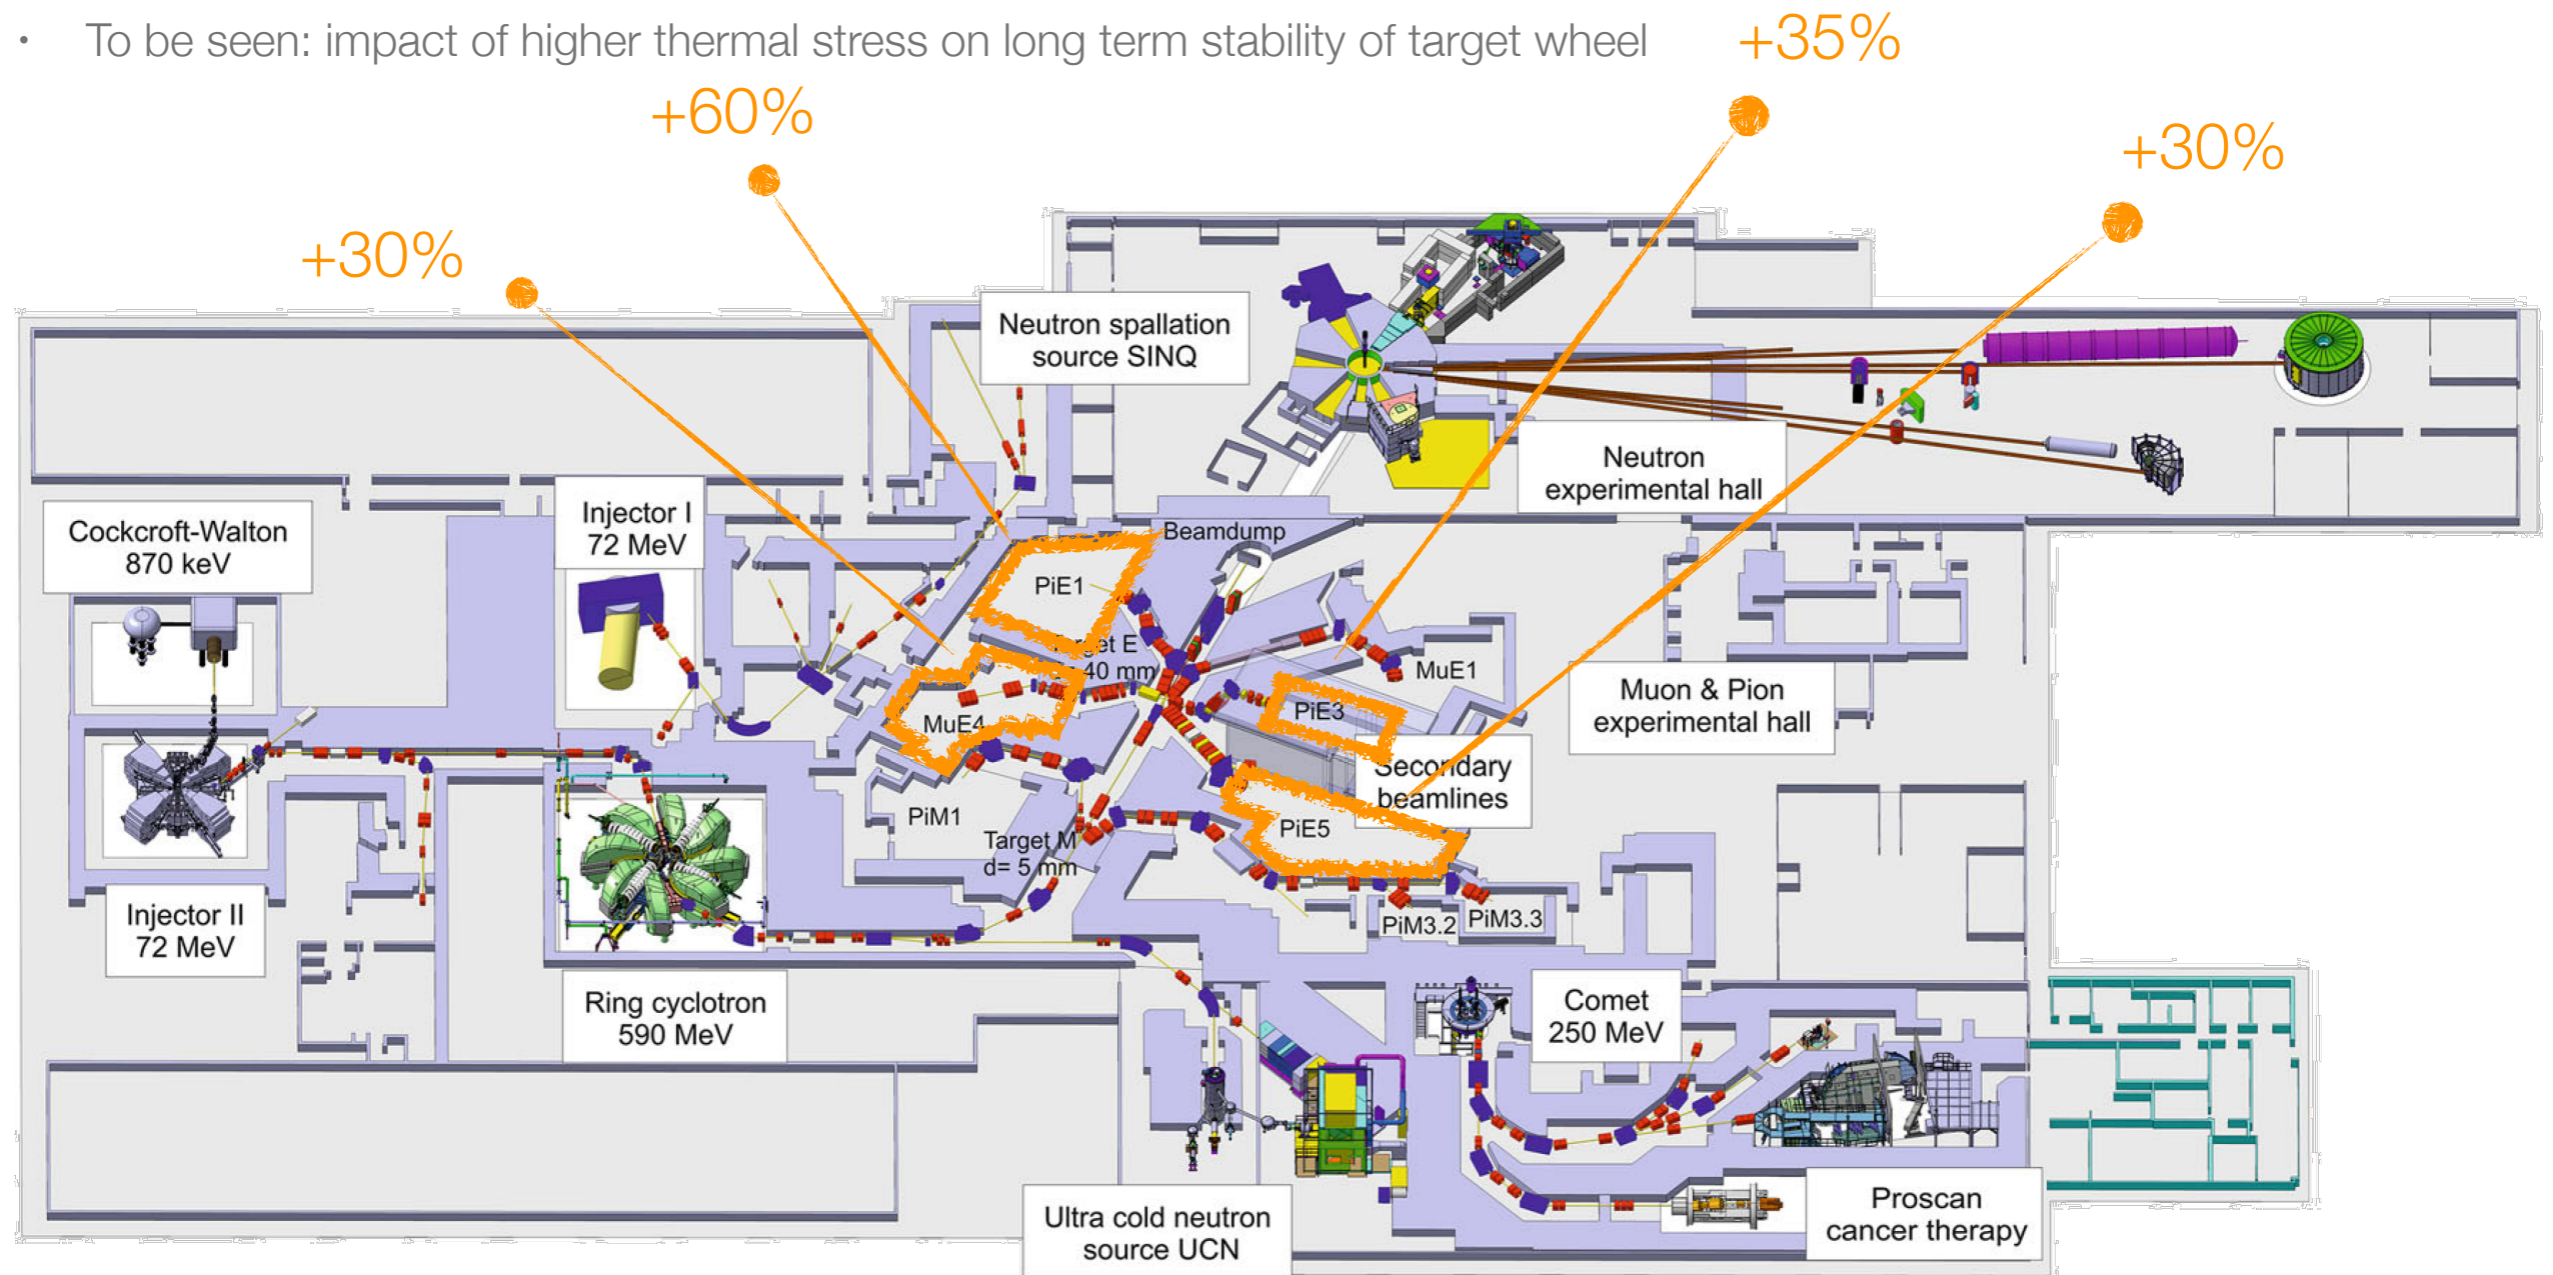 • To be seen: impact of higher thermal stress on long term stability of target wheel
+35%
+60%
+30%
+30%
Neutron spallation
source SINQ
Neutron
experimental hall
Cockcroft-Walton
870 keV
Injector I
72 MeV
Beamdump
PiE1
E
40 mm
MuE1
MuE4
PiE3
Muon & Pion
experimental hall
Secondary
beamlines
PiM1
PiE5
Target M
d= 5 mm
PiM3.2
PiM3.3
Injector II
72 MeV
Ring cyclotron
590 MeV
Comet
250 MeV
Ultra cold neutron
source UCN
Proscan
cancer therapy